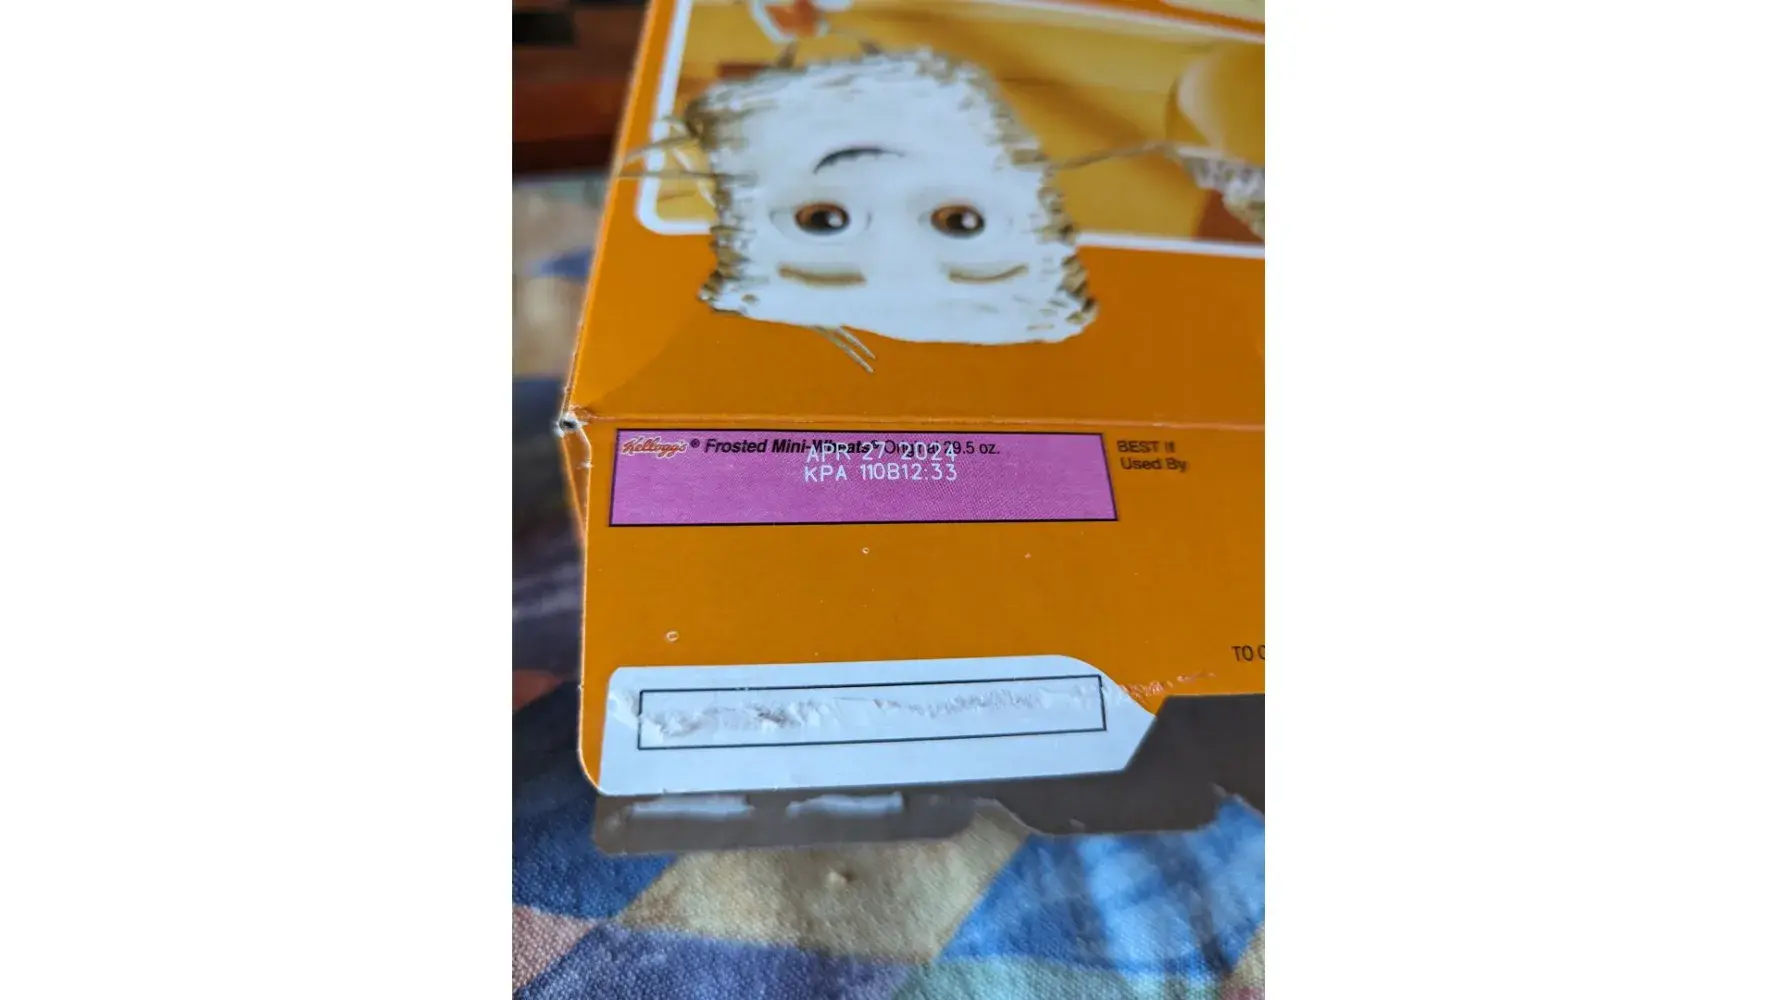 Kellogg's® Frosted Mini-Wheats® Original 29.5 oz.
APR 27 2024
KPA 110B12:33
BEST If
Used By
TO